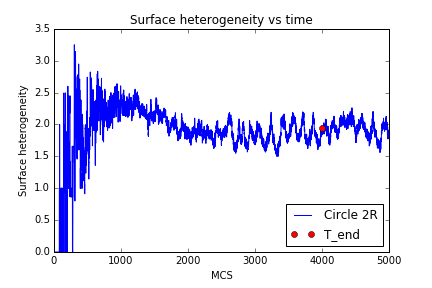 Surface heterogeneity vs time
Surface heterogeneity
3.5
3.0
2.5
2.0
1.5
1.0
0.5
0.0
0 1000 2000 3000 4000 5000
MCS
Circle 2R
T_end